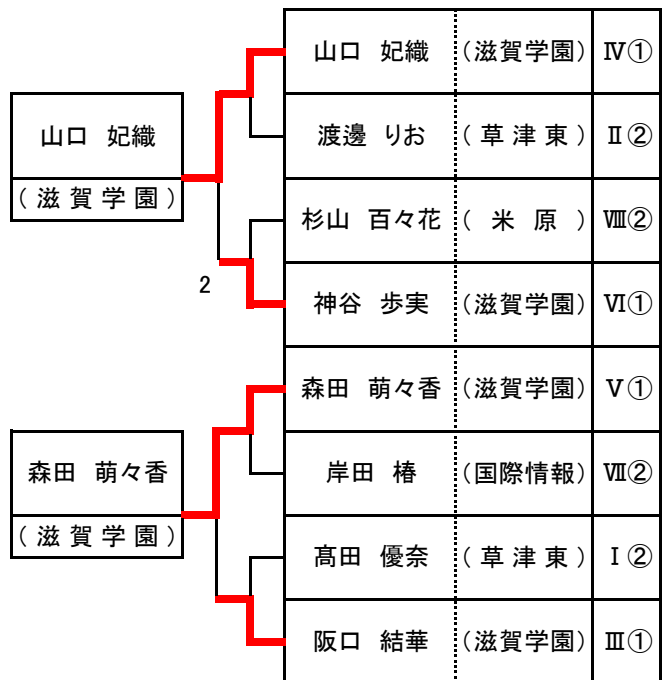 山口 妃織 (滋賀学園) Ⅳ①
渡邊 りお (草津東) Ⅱ②
杉山 百々花 (米原) Ⅷ②
神谷 歩実 (滋賀学園) Ⅵ①
森田 萌々香 (滋賀学園) Ⅴ①
岸田 椿 (国際情報) Ⅶ②
髙田 優奈 (草津東) Ⅰ②
阪口 結華 (滋賀学園) Ⅲ①
山口 妃織
(滋賀学園)
2
森田 萌々香
(滋賀学園)